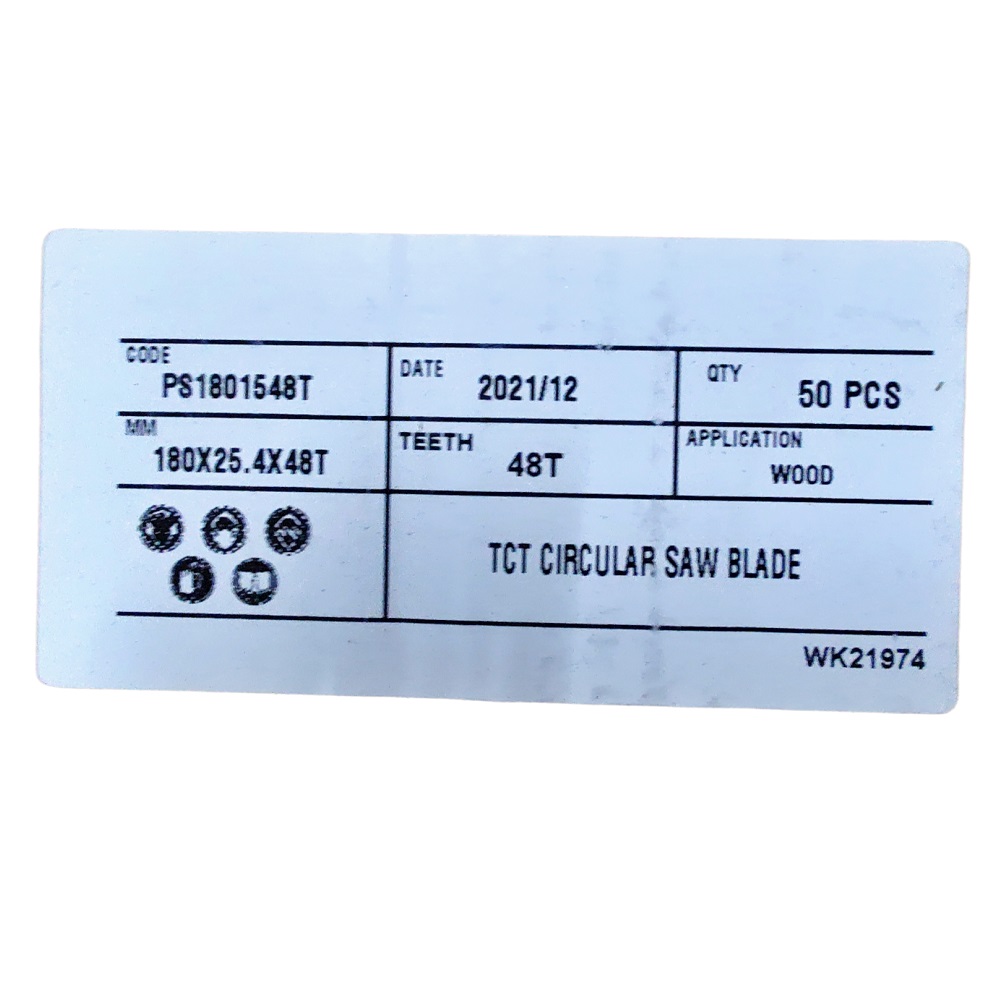 CODE
PS1801548T
DATE
2021/12
QTY
50 PCS
MM
180X25.4X48T
TEETH
48T
APPLICATION
WOOD
TCT CIRCULAR SAW BLADE
WK21974